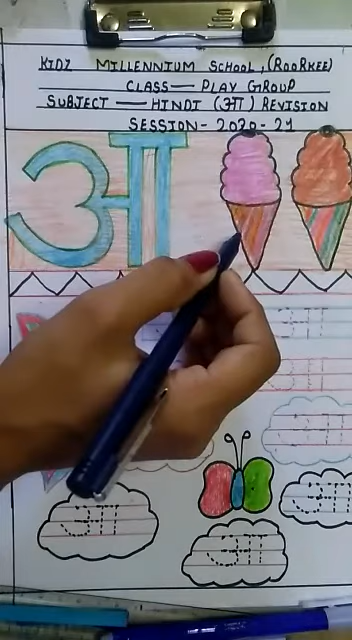 KIDZ MILLENNIUM SCHOOL, (ROORKEE)
CLASS — PLAY GROUP
SUBJECT — HINDI (आ) REVISION
SESSION - 2020-21
आ
आ
आ
आ
आ
आ